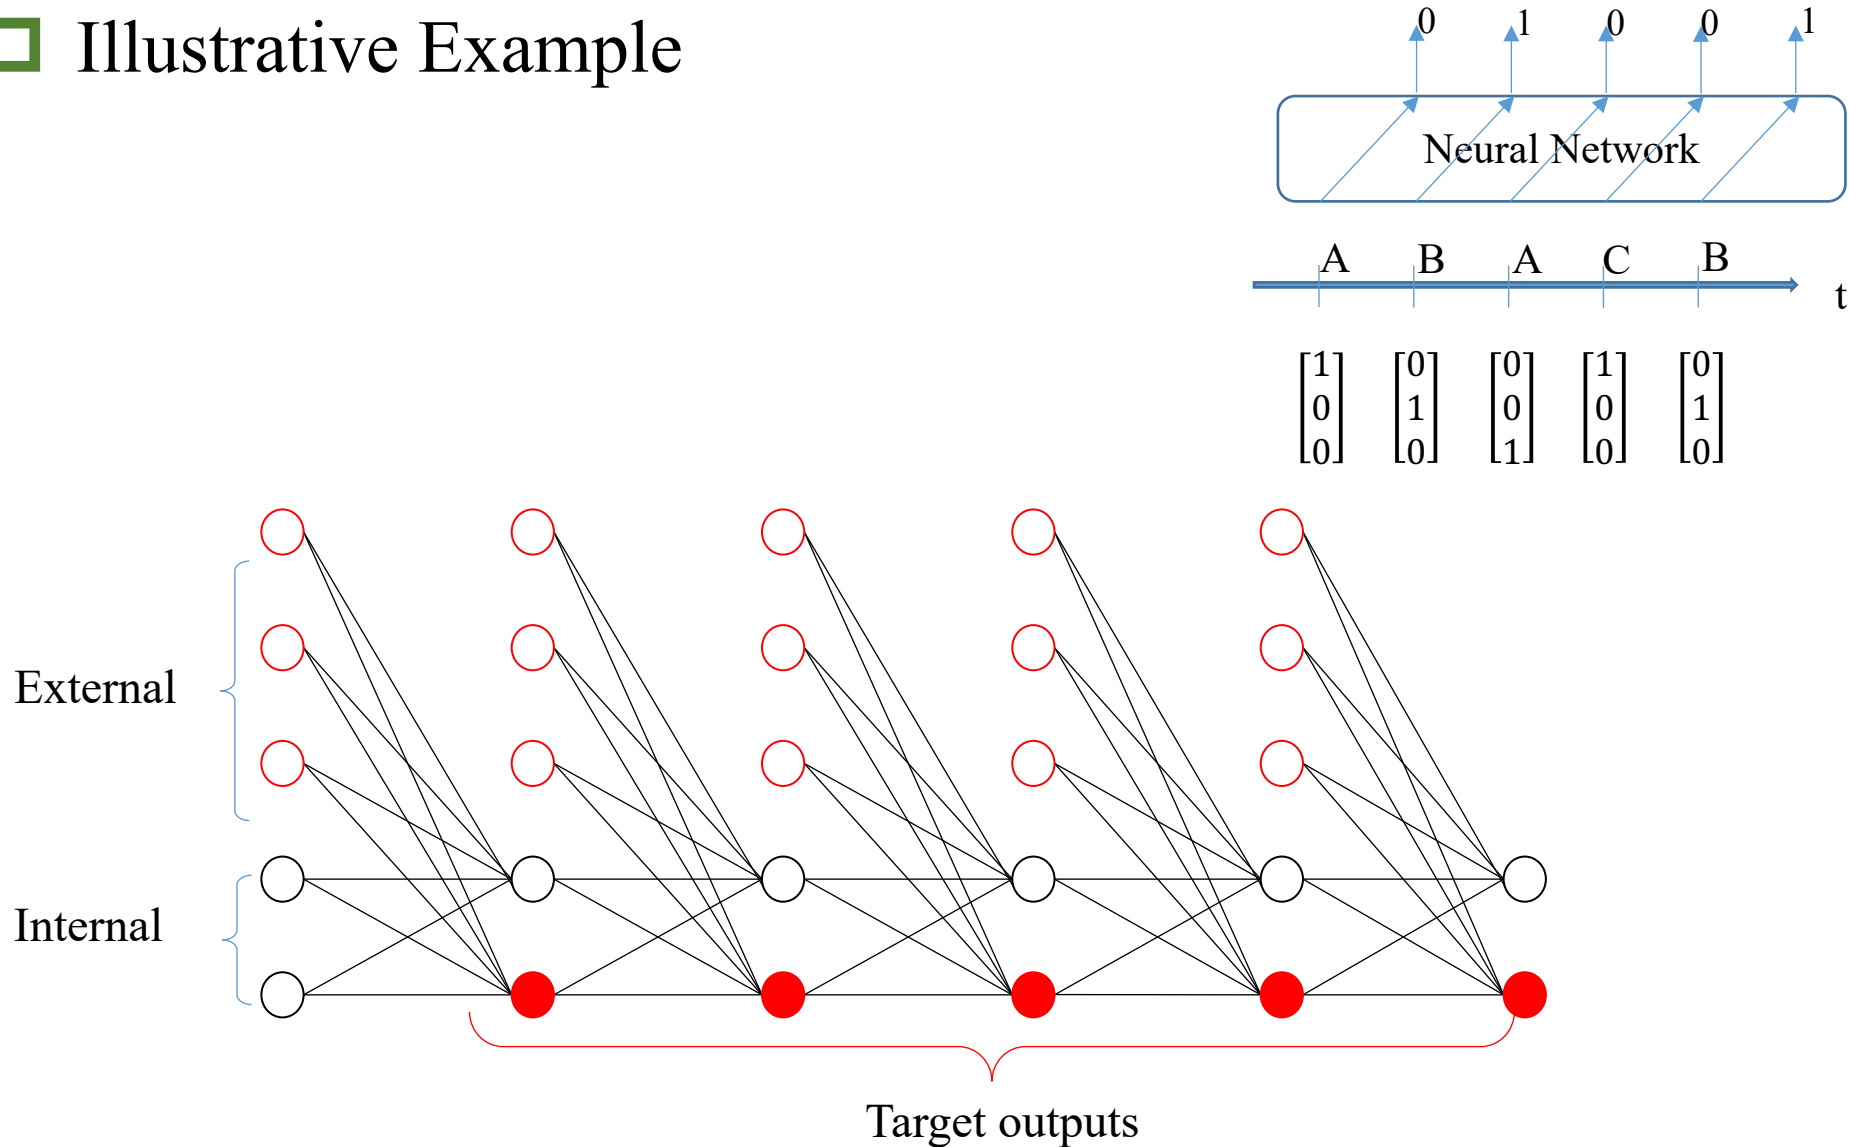 Illustrative Example
0 1 0 0 1
Neural Network
A B A C B
t
1 0 0 1 0
0 1 0 0 1
0 0 1 0 0
External
Internal
Target outputs